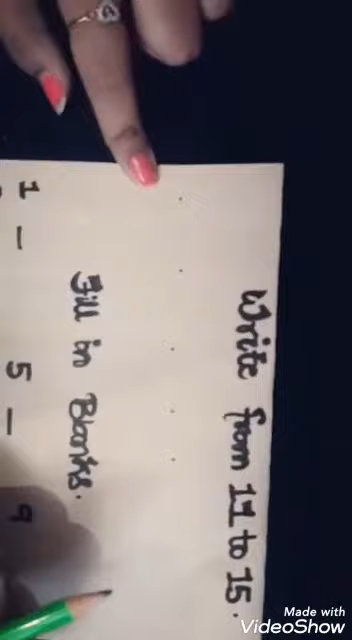 Write from 11 to 15.
Fill in Blanks.
1 _ 5 _ 9
Made with
VideoShow